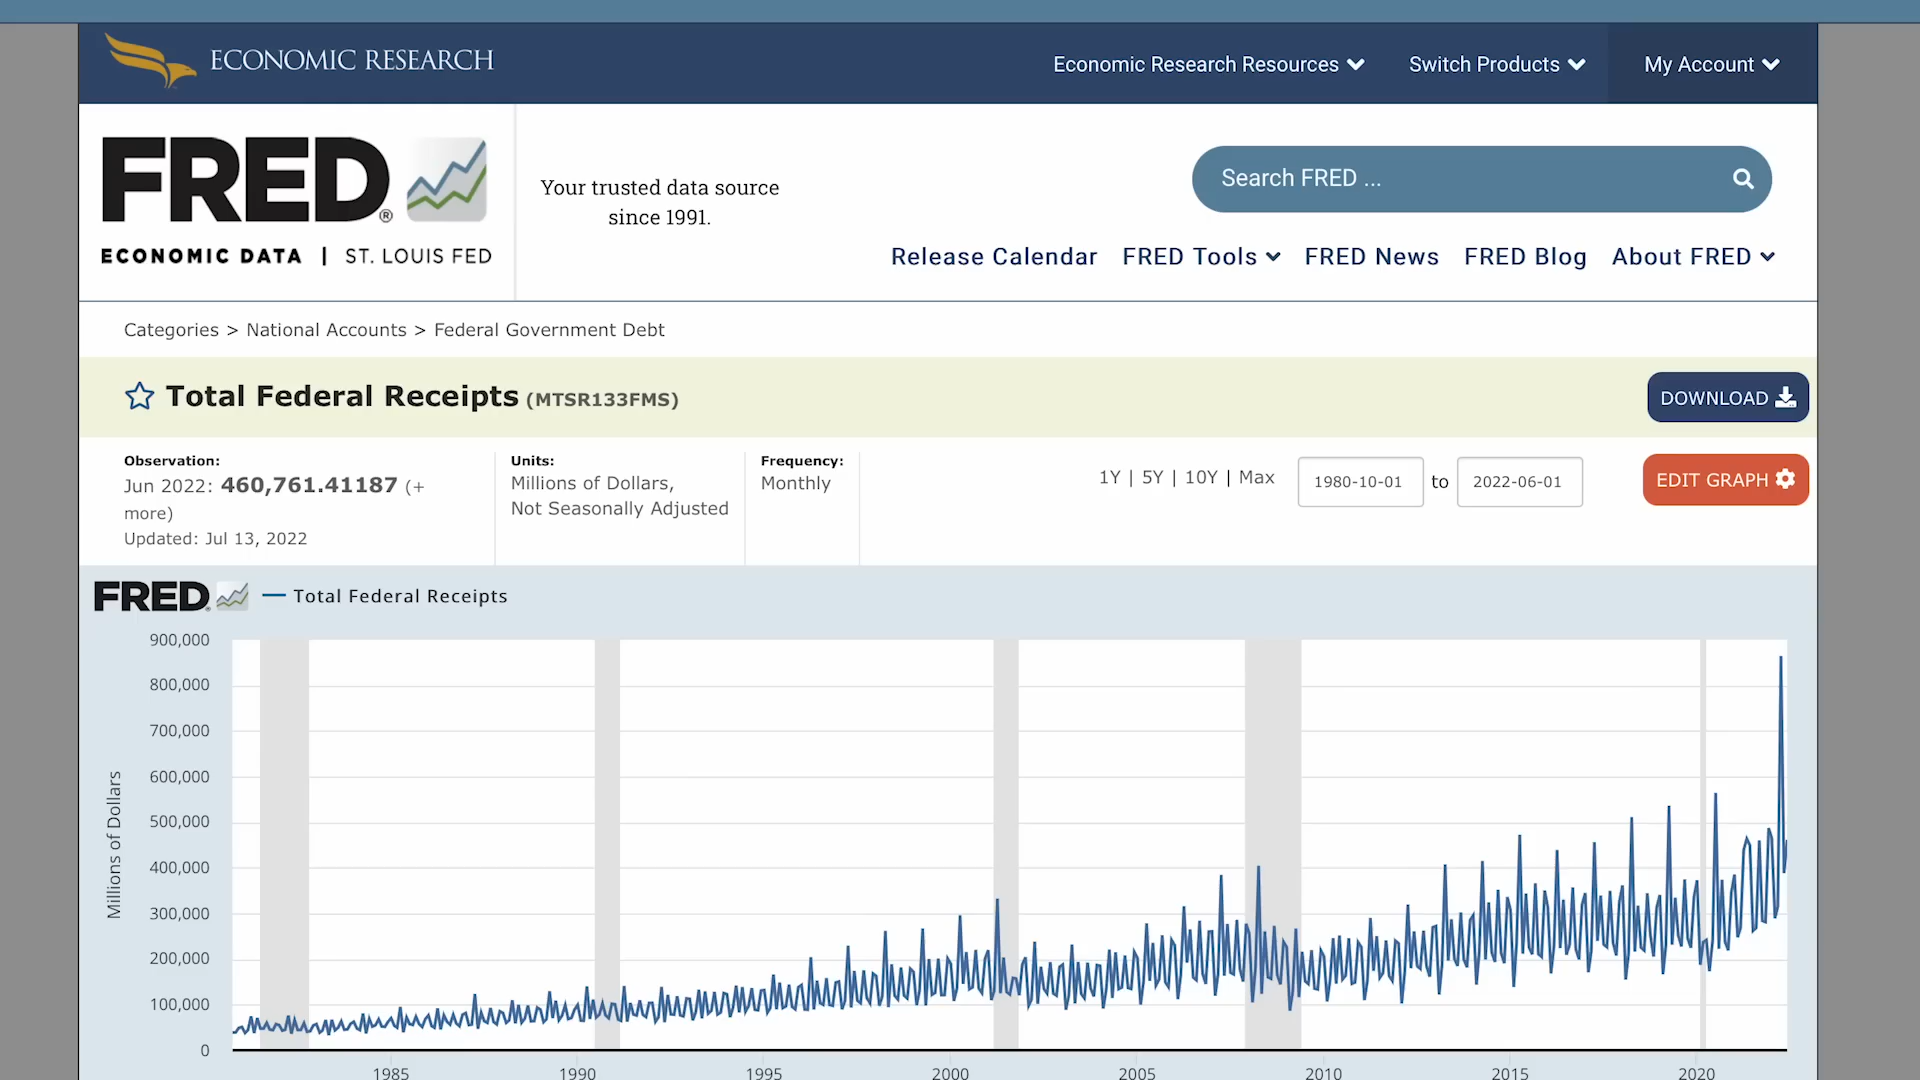 ECONOMIC RESEARCH
Economic Research Resources
Switch Products
My Account
FRED®
ECONOMIC DATA | ST. LOUIS FED
Your trusted data source
since 1991.
Search FRED ...
Release Calendar
FRED Tools
FRED News
FRED Blog
About FRED
Categories > National Accounts > Federal Government Debt
Total Federal Receipts (MTSR133FMS)
DOWNLOAD
Observation:
Jun 2022: 460,761.41187 (+
more)
Updated: Jul 13, 2022
Units:
Millions of Dollars,
Not Seasonally Adjusted
Frequency:
Monthly
1Y | 5Y | 10Y | Max
1980-10-01 to 2022-06-01
EDIT GRAPH
FRED
Total Federal Receipts
900,000
800,000
700,000
600,000
500,000
400,000
300,000
200,000
100,000
0
Millions of Dollars
1985
1990
1995
2000
2005
2010
2015
2020